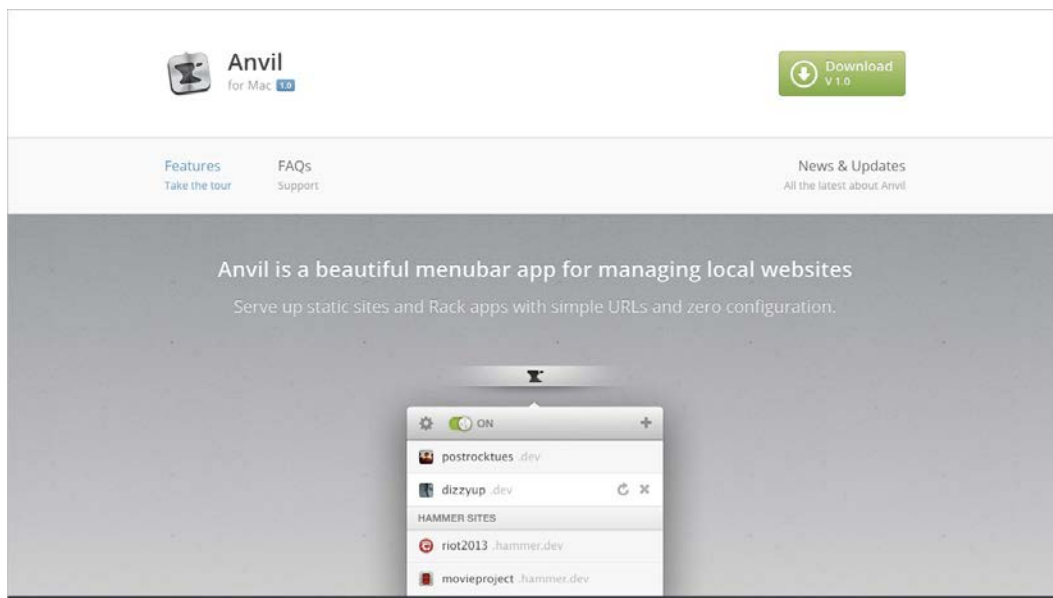 Anvil
for Mac 1.0
Download
V 1.0
Features
Take the tour
FAQs
Support
News & Updates
All the latest about Anvil
Anvil is a beautiful menubar app for managing local websites
Serve up static sites and Rack apps with simple URLs and zero configuration.
ON
postrocktues .dev
dizzyup .dev
HAMMER SITES
riot2013 .hammer.dev
movieproject .hammer.dev